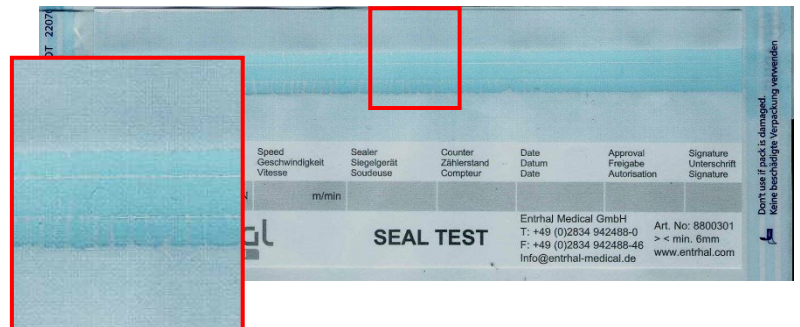 Speed
Geschwindigkeit
Vitesse
Sealer
Siegelgerät
Soudeuse
Counter
Zählerstand
Compteur
Date
Datum
Date
Approval
Freigabe
Autorisation
Signature
Unterschrift
Signature
m/min
SEAL TEST
Entrhal Medical GmbH
T: +49 (0)2834 942488-0
F: +49 (0)2834 942488-46
Info@entrhal-medical.de
Art. No: 8800301
> < min. 6mm
www.entrhal.com
Don't use if pack is damaged.
Keine beschädigte Verpackung verwenden